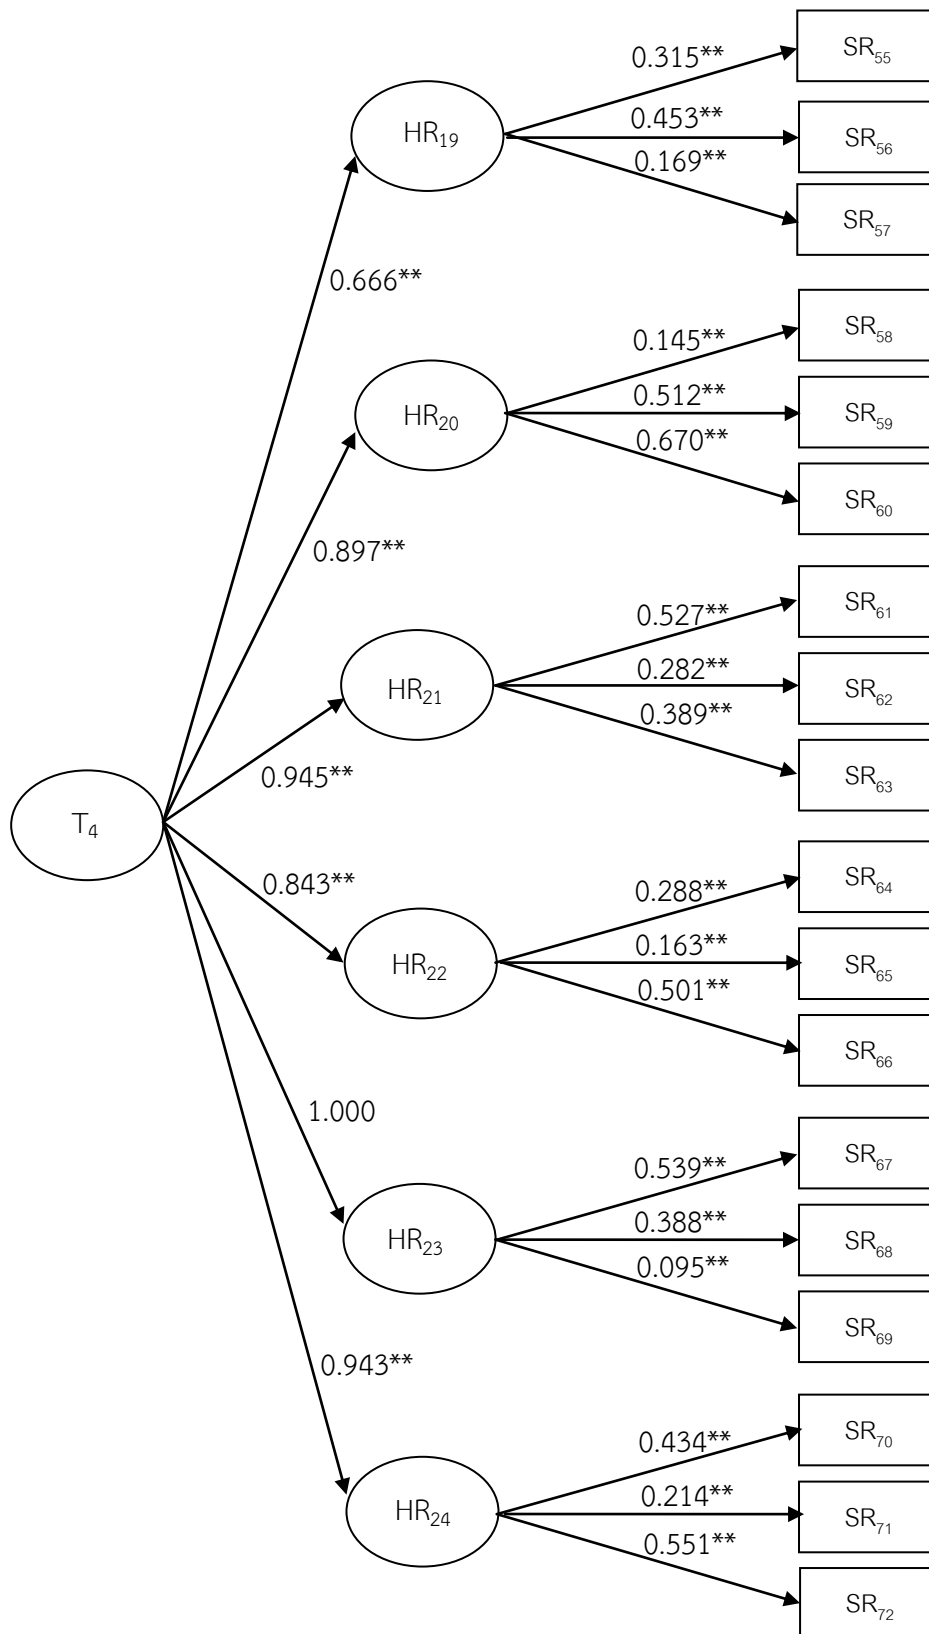 SR55
0.315**
HR19
0.453**
SR56
0.169**
SR57
0.666**
SR58
0.145**
HR20
0.512**
SR59
0.670**
SR60
0.897**
SR61
0.527**
HR21
0.282**
SR62
0.389**
SR63
0.945**
T4
0.843**
SR64
0.288**
HR22
0.163**
SR65
0.501**
SR66
1.000
SR67
0.539**
HR23
0.388**
SR68
0.095**
SR69
0.943**
SR70
0.434**
HR24
0.214**
SR71
0.551**
SR72